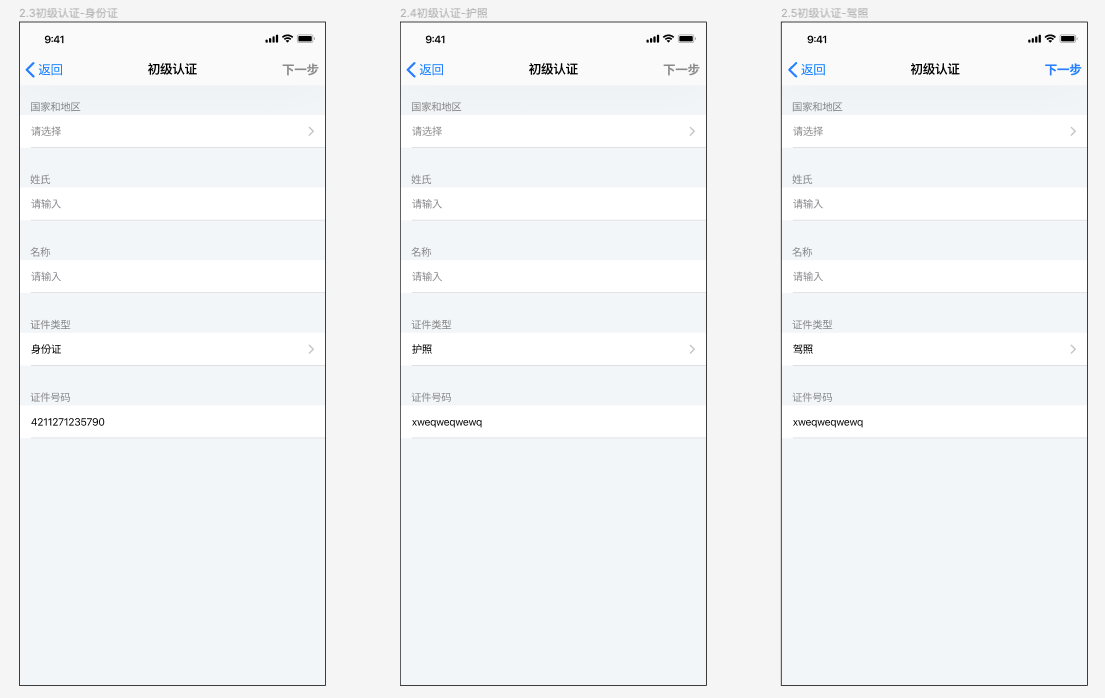 2.3初级认证-身份证
9:41
返回 初级认证 下一步
国家和地区
请选择
姓氏
请输入
名称
请输入
证件类型
身份证
证件号码
4211271235790
2.4初级认证-护照
9:41
返回 初级认证 下一步
国家和地区
请选择
姓氏
请输入
名称
请输入
证件类型
护照
证件号码
xweqweqwewq
2.5初级认证-驾照
9:41
返回 初级认证 下一步
国家和地区
请选择
姓氏
请输入
名称
请输入
证件类型
驾照
证件号码
xweqweqwewq